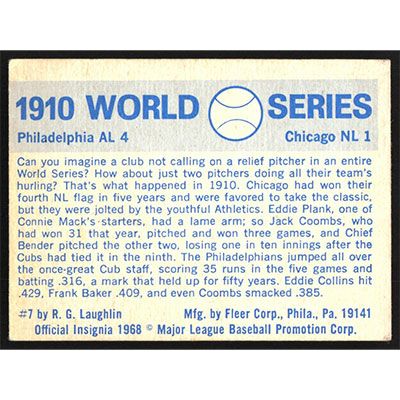 1910 WORLD SERIES
Philadelphia AL 4 Chicago NL 1
Can you imagine a club not calling on a relief pitcher in an entire
World Series? How about just two pitchers doing all their team's
hurling? That's what happened in 1910. Chicago had won their
fourth NL flag in five years and were favored to take the classic,
but they were jolted by the youthful Athletics. Eddie Plank, one of
Connie Mack's starters, had a lame arm; so Jack Coombs, who
had won 31 that year, pitched and won three games, and Chief
Bender pitched the other two, losing one in ten innings after the
Cubs had tied it in the ninth. The Philadelphians jumped all over
the once-great Cub staff, scoring 35 runs in the five games and
batting .316, a mark that held up for fifty years. Eddie Collins hit
.429, Frank Baker .409, and even Coombs smacked .385.
#7 by R. G. Laughlin Mfg. by Fleer Corp., Phila., Pa. 19141
Official Insignia 1968 © Major League Baseball Promotion Corp.